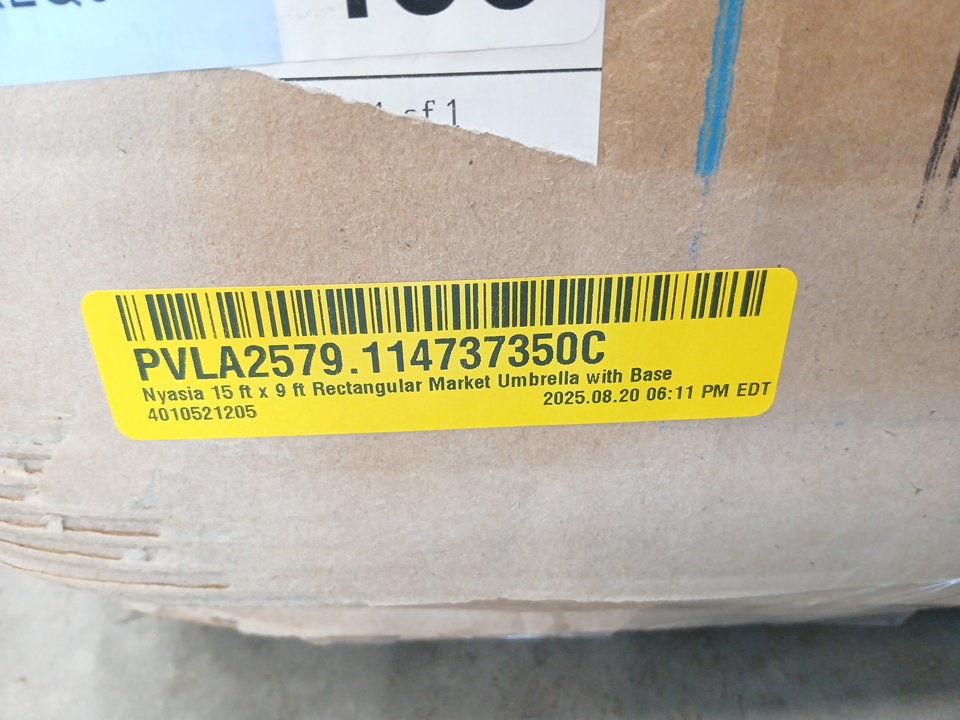 of 1
PVLA2579.114737350C
Nyasia 15 ft x 9 ft Rectangular Market Umbrella with Base
4010521205 2025.08.20 06:11 PM EDT